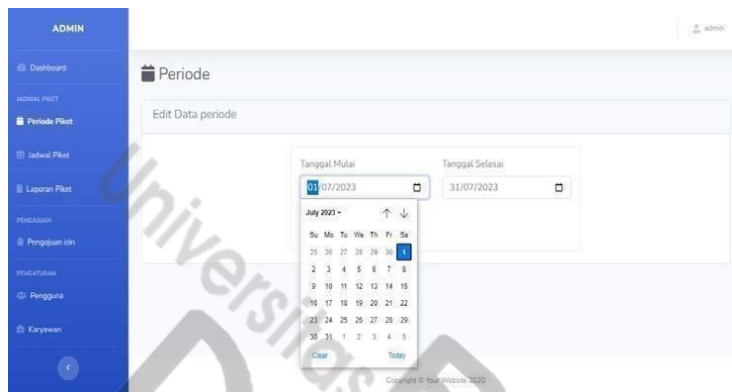 ADMIN
admin
Dashboard
JADWAL PIKET
Periode Piket
Jadwal Piket
Laporan Piket
PENGAJUAN
Pengajuan izin
PENGATURAN
Pengguna
Karyawan
Periode
Edit Data periode
Tanggal Mulai
Tanggal Selesai
01/07/2023
31/07/2023
July 2023
Su Mo Tu We Th Fr Sa
25 26 27 28 29 30 1
2 3 4 5 6 7 8
9 10 11 12 13 14 15
16 17 18 19 20 21 22
23 24 25 26 27 28 29
30 31 1 2 3 4 5
Clear
Today
Copyright © Your Website 2020
Universitas